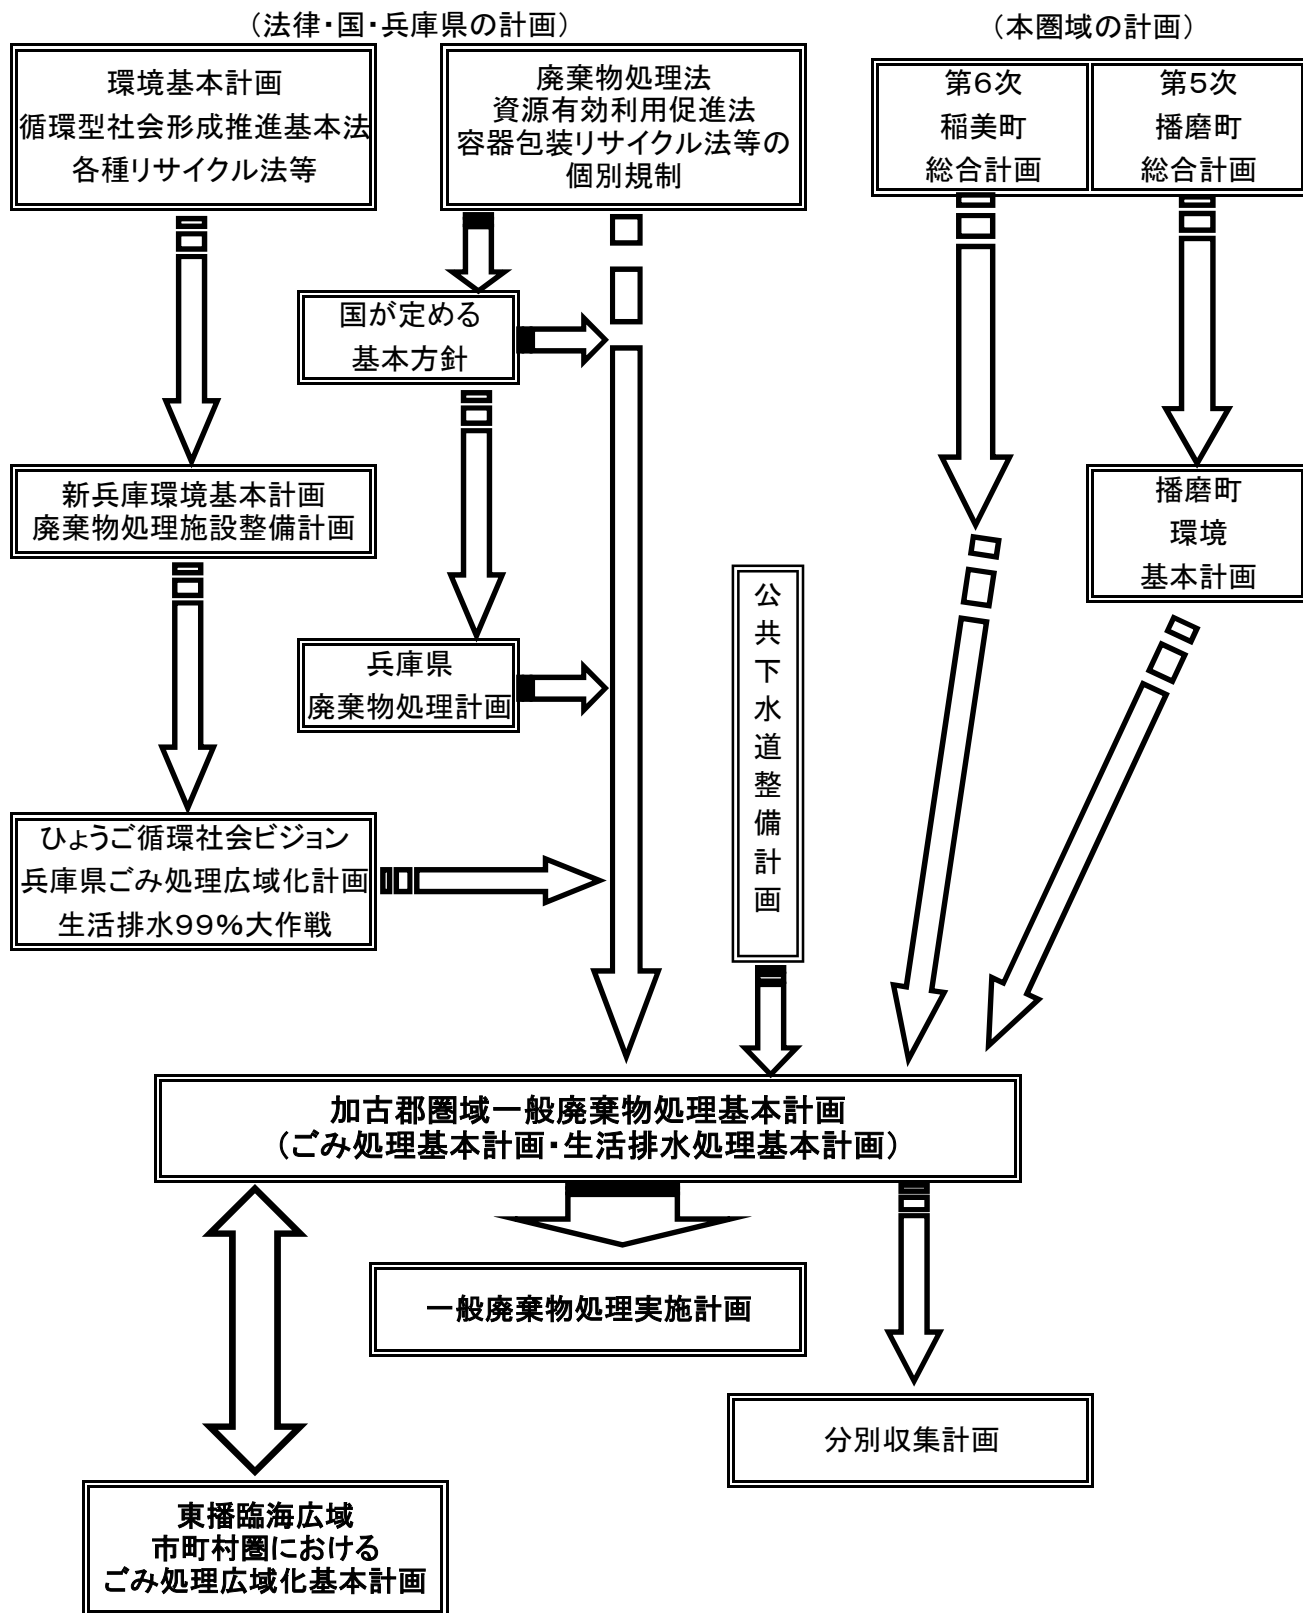 （法律・国・兵庫県の計画）
（本圏域の計画）
環境基本計画
循環型社会形成推進基本法
各種リサイクル法等
廃棄物処理法
資源有効利用促進法
容器包装リサイクル法等の
個別規制
第６次
稲美町
総合計画
第５次
播磨町
総合計画
国が定める
基本方針
新兵庫環境基本計画
廃棄物処理施設整備計画
播磨町
環境
基本計画
公共下水道整備計画
兵庫県
廃棄物処理計画
ひょうご循環社会ビジョン
兵庫県ごみ処理広域化計画
生活排水９９％大作戦
加古郡圏域一般廃棄物処理基本計画
（ごみ処理基本計画・生活排水処理基本計画）
一般廃棄物処理実施計画
分別収集計画
東播臨海広域
市町村圏における
ごみ処理広域化基本計画